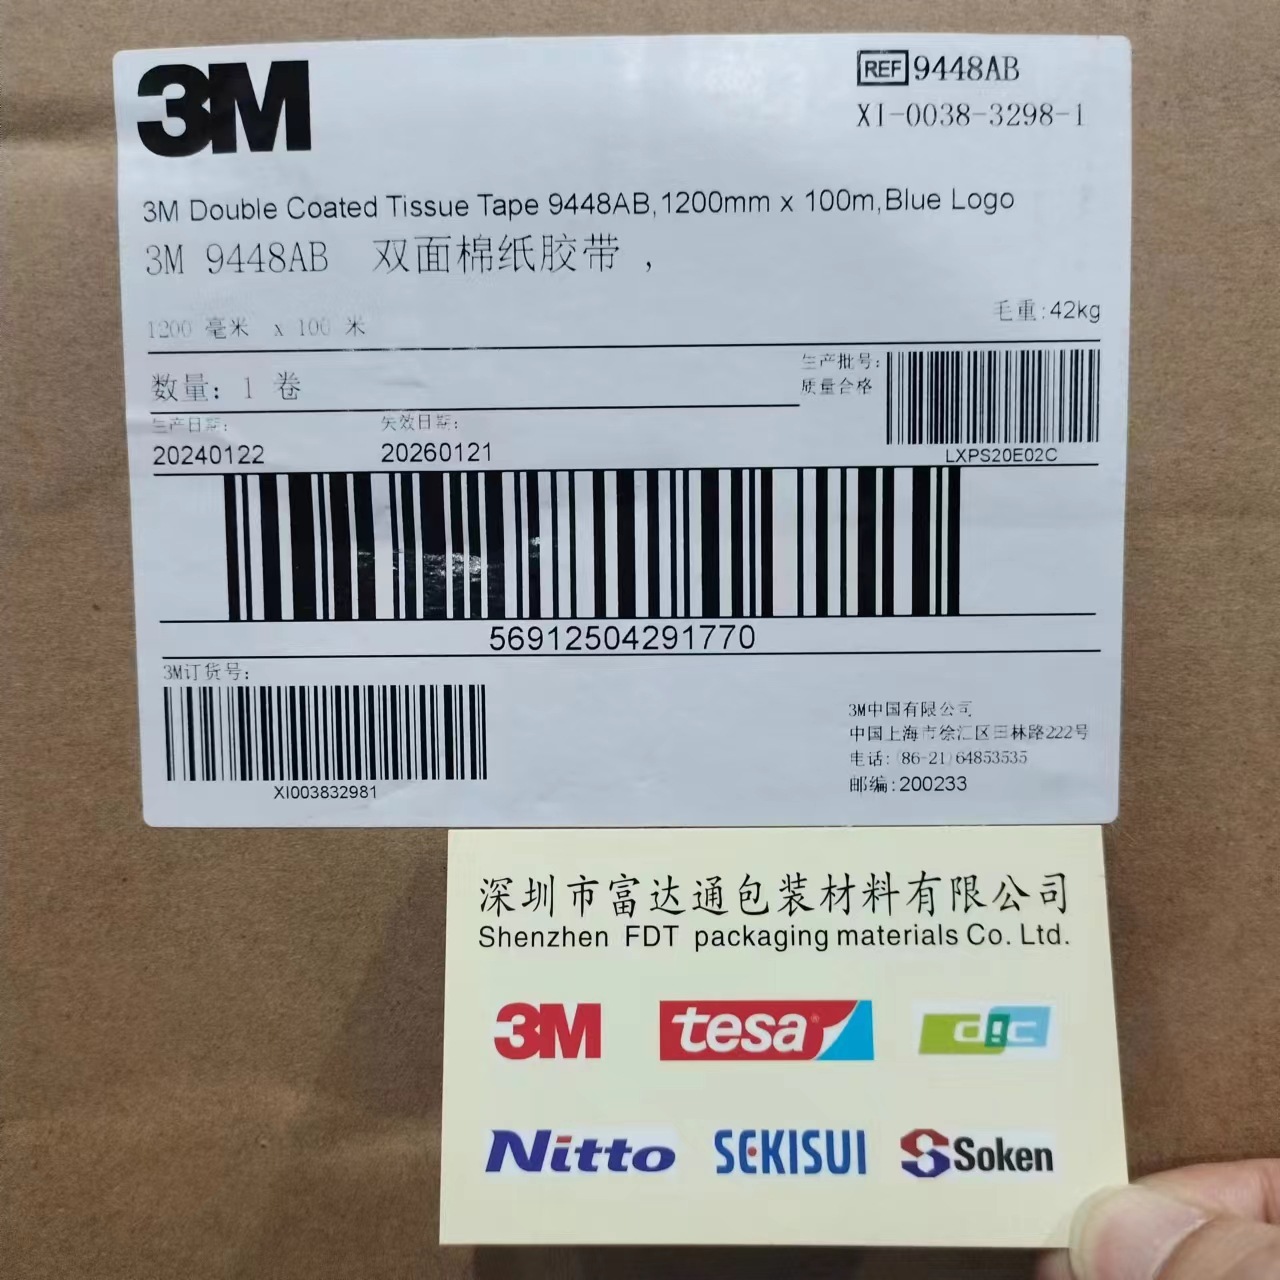 3M
REF 9448AB
XI-0038-3298-1
3M Double Coated Tissue Tape 9448AB,1200mm x 100m,Blue Logo
3M 9448AB 双面棉纸胶带，
1200 毫米 x 100 米
毛重:42kg
数量: 1 卷
生产批号:
质量合格
LXPS20E02C
生产日期:
失效日期:
20240122
20260121
56912504291770
3M订货号:
XI003832981
3M中国有限公司
中国上海市徐汇区田林路222号
电话:(86-21)64853535
邮编:200233
深圳市富达通包装材料有限公司
Shenzhen FDT packaging materials Co. Ltd.
3M
tesa®
dgc
Nitto
SEKISUI
Soken